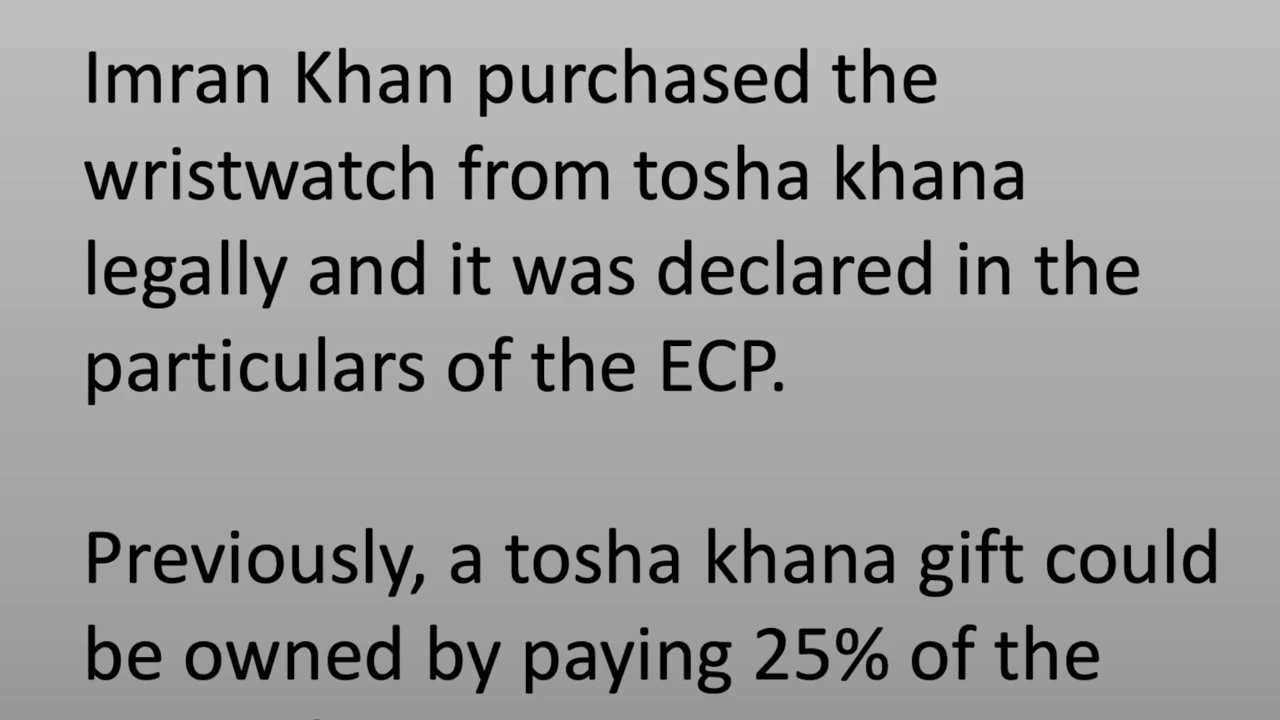 Imran Khan purchased the
wristwatch from tosha khana
legally and it was declared in the
particulars of the ECP.
Previously, a tosha khana gift could
be owned by paying 25% of the